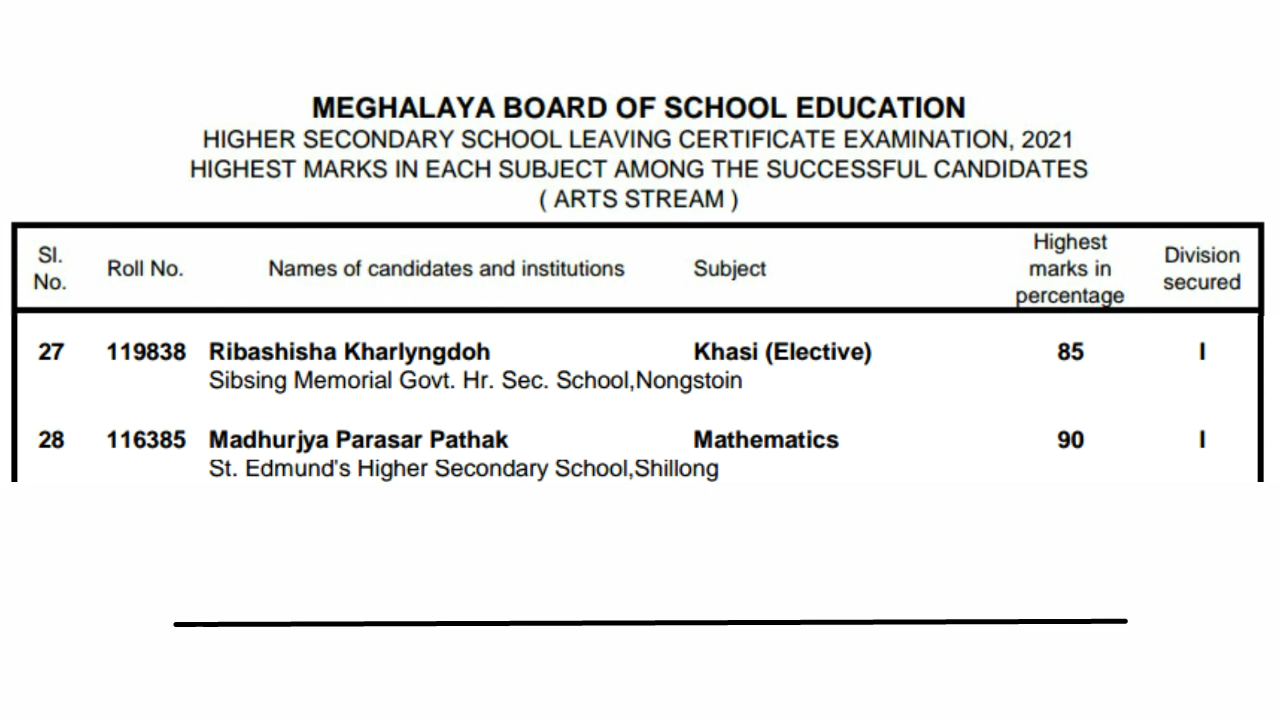 MEGHALAYA BOARD OF SCHOOL EDUCATION
HIGHER SECONDARY SCHOOL LEAVING CERTIFICATE EXAMINATION, 2021
HIGHEST MARKS IN EACH SUBJECT AMONG THE SUCCESSFUL CANDIDATES
( ARTS STREAM )
Sl. No. Roll No. Names of candidates and institutions Subject Highest marks in percentage Division secured
27 119838 Ribashisha Kharlyngdoh Khasi (Elective) 85 I
Sibsing Memorial Govt. Hr. Sec. School,Nongstoin
28 116385 Madhurjya Parasar Pathak Mathematics 90 I
St. Edmund's Higher Secondary School,Shillong